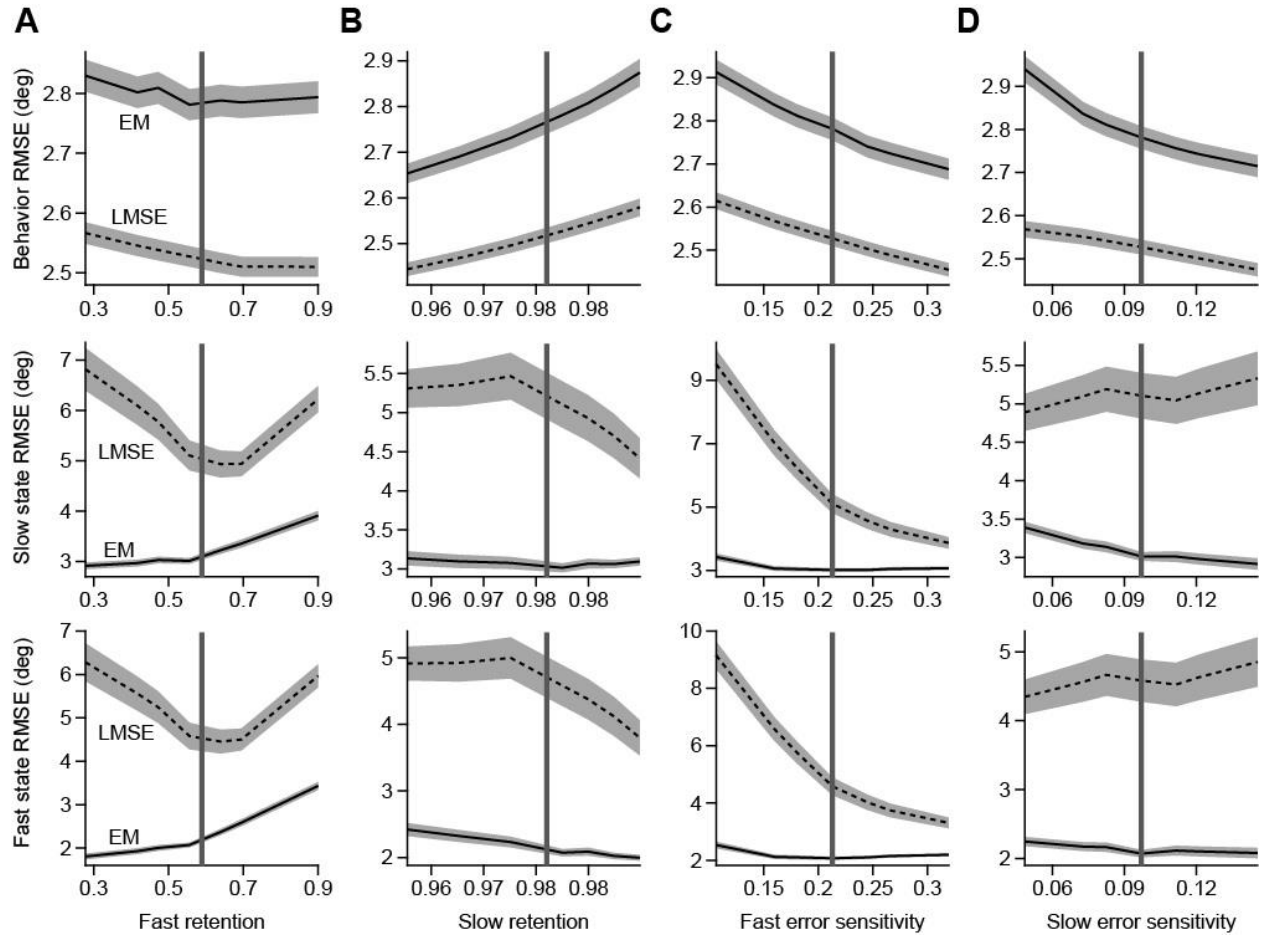 A
B
C
D
Behavior RMSE (deg)
2.8
2.7
2.6
2.5
EM
LMSE
0.3 0.5 0.7 0.9
2.9
2.8
2.7
2.6
2.5
0.96 0.97 0.98 0.98
2.9
2.8
2.7
2.6
2.5
0.15 0.2 0.25 0.3
2.9
2.8
2.7
2.6
2.5
0.06 0.09 0.12
Slow state RMSE (deg)
7
6
5
4
3
LMSE
EM
0.3 0.5 0.7 0.9
5.5
5
4.5
4
3.5
3
0.96 0.97 0.98 0.98
9
7
5
3
0.15 0.2 0.25 0.3
5.5
5
4.5
4
3.5
3
0.06 0.09 0.12
Fast state RMSE (deg)
7
6
5
4
3
2
LMSE
EM
0.3 0.5 0.7 0.9
Fast retention
5
4
3
2
0.96 0.97 0.98 0.98
Slow retention
10
8
6
4
2
0.15 0.2 0.25 0.3
Fast error sensitivity
5
4
3
2
0.06 0.09 0.12
Slow error sensitivity